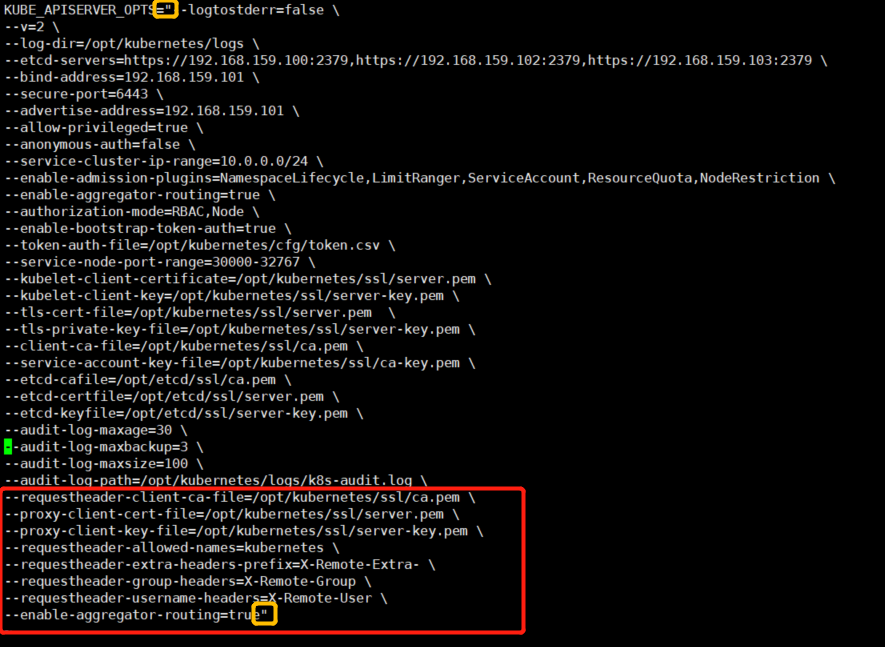 KUBE_APISERVER_OPTS="--logtostderr=false \
--v=2 \
--log-dir=/opt/kubernetes/logs \
--etcd-servers=https://192.168.159.100:2379,https://192.168.159.102:2379,https://192.168.159.103:2379 \
--bind-address=192.168.159.101 \
--secure-port=6443 \
--advertise-address=192.168.159.101 \
--allow-privileged=true \
--anonymous-auth=false \
--service-cluster-ip-range=10.0.0.0/24 \
--enable-admission-plugins=NamespaceLifecycle,LimitRanger,ServiceAccount,ResourceQuota,NodeRestriction \
--enable-aggregator-routing=true \
--authorization-mode=RBAC,Node \
--enable-bootstrap-token-auth=true \
--token-auth-file=/opt/kubernetes/cfg/token.csv \
--service-node-port-range=30000-32767 \
--kubelet-client-certificate=/opt/kubernetes/ssl/server.pem \
--kubelet-client-key=/opt/kubernetes/ssl/server-key.pem \
--tls-cert-file=/opt/kubernetes/ssl/server.pem  \
--tls-private-key-file=/opt/kubernetes/ssl/server-key.pem \
--client-ca-file=/opt/kubernetes/ssl/ca.pem \
--service-account-key-file=/opt/kubernetes/ssl/ca-key.pem \
--etcd-cafile=/opt/etcd/ssl/ca.pem \
--etcd-certfile=/opt/etcd/ssl/server.pem \
--etcd-keyfile=/opt/etcd/ssl/server-key.pem \
--audit-log-maxage=30 \
--audit-log-maxbackup=3 \
--audit-log-maxsize=100 \
--audit-log-path=/opt/kubernetes/logs/k8s-audit.log \
--requestheader-client-ca-file=/opt/kubernetes/ssl/ca.pem \
--proxy-client-cert-file=/opt/kubernetes/ssl/server.pem \
--proxy-client-key-file=/opt/kubernetes/ssl/server-key.pem \
--requestheader-allowed-names=kubernetes \
--requestheader-extra-headers-prefix=X-Remote-Extra- \
--requestheader-group-headers=X-Remote-Group \
--requestheader-username-headers=X-Remote-User \
--enable-aggregator-routing=true"